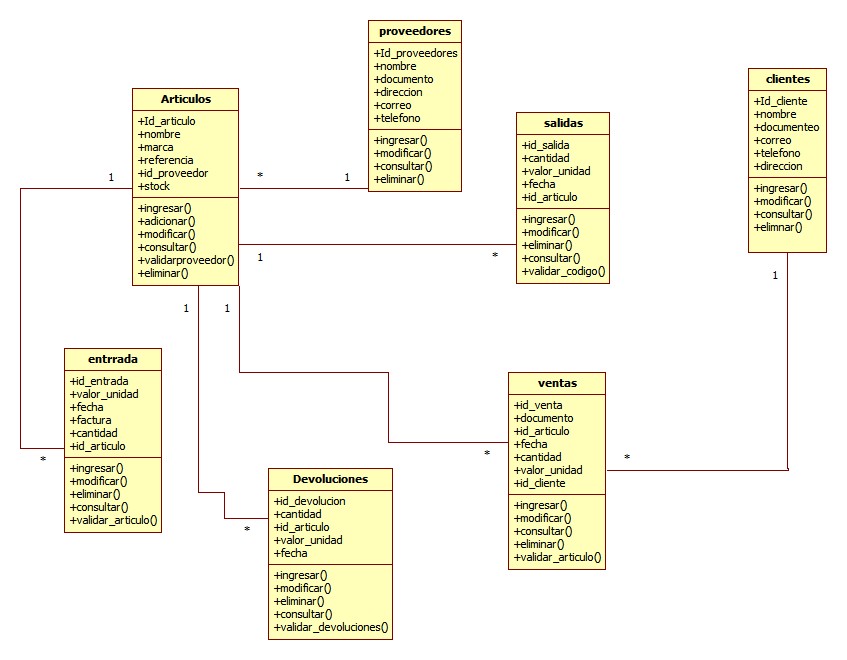 proveedores
+Id_proveedores
+nombre
+documento
+direccion
+correo
+telefono
+ingresar()
+modificar()
+consultar()
+eliminar()
clientes
+Id_cliente
+nombre
+documenteo
+correo
+telefono
+direccion
+ingresar()
+modificar()
+consultar()
+elimnar()
Articulos
+Id_articulo
+nombre
+marca
+referencia
+id_proveedor
+stock
+ingresar()
+adicionar()
+modificar()
+consultar()
+validarproveedor()
+eliminar()
salidas
+id_salida
+cantidad
+valor_unidad
+fecha
+id_articulo
+ingresar()
+modificar()
+eliminar()
+consultar()
+validar_codigo()
1
*
1
1
*
1
1
1
entrrada
+id_entrada
+valor_unidad
+fecha
+factura
+cantidad
+id_articulo
+ingresar()
+modificar()
+eliminar()
+consultar()
+validar_articulo()
*
ventas
+id_venta
+documento
+id_articulo
+fecha
+cantidad
+valor_unidad
+id_cliente
+ingresar()
+modificar()
+consultar()
+eliminar()
+validar_articulo()
*
*
Devoluciones
+id_devolucion
+cantidad
+id_articulo
+valor_unidad
+fecha
+ingresar()
+modificar()
+eliminar()
+consultar()
+validar_devoluciones()
*